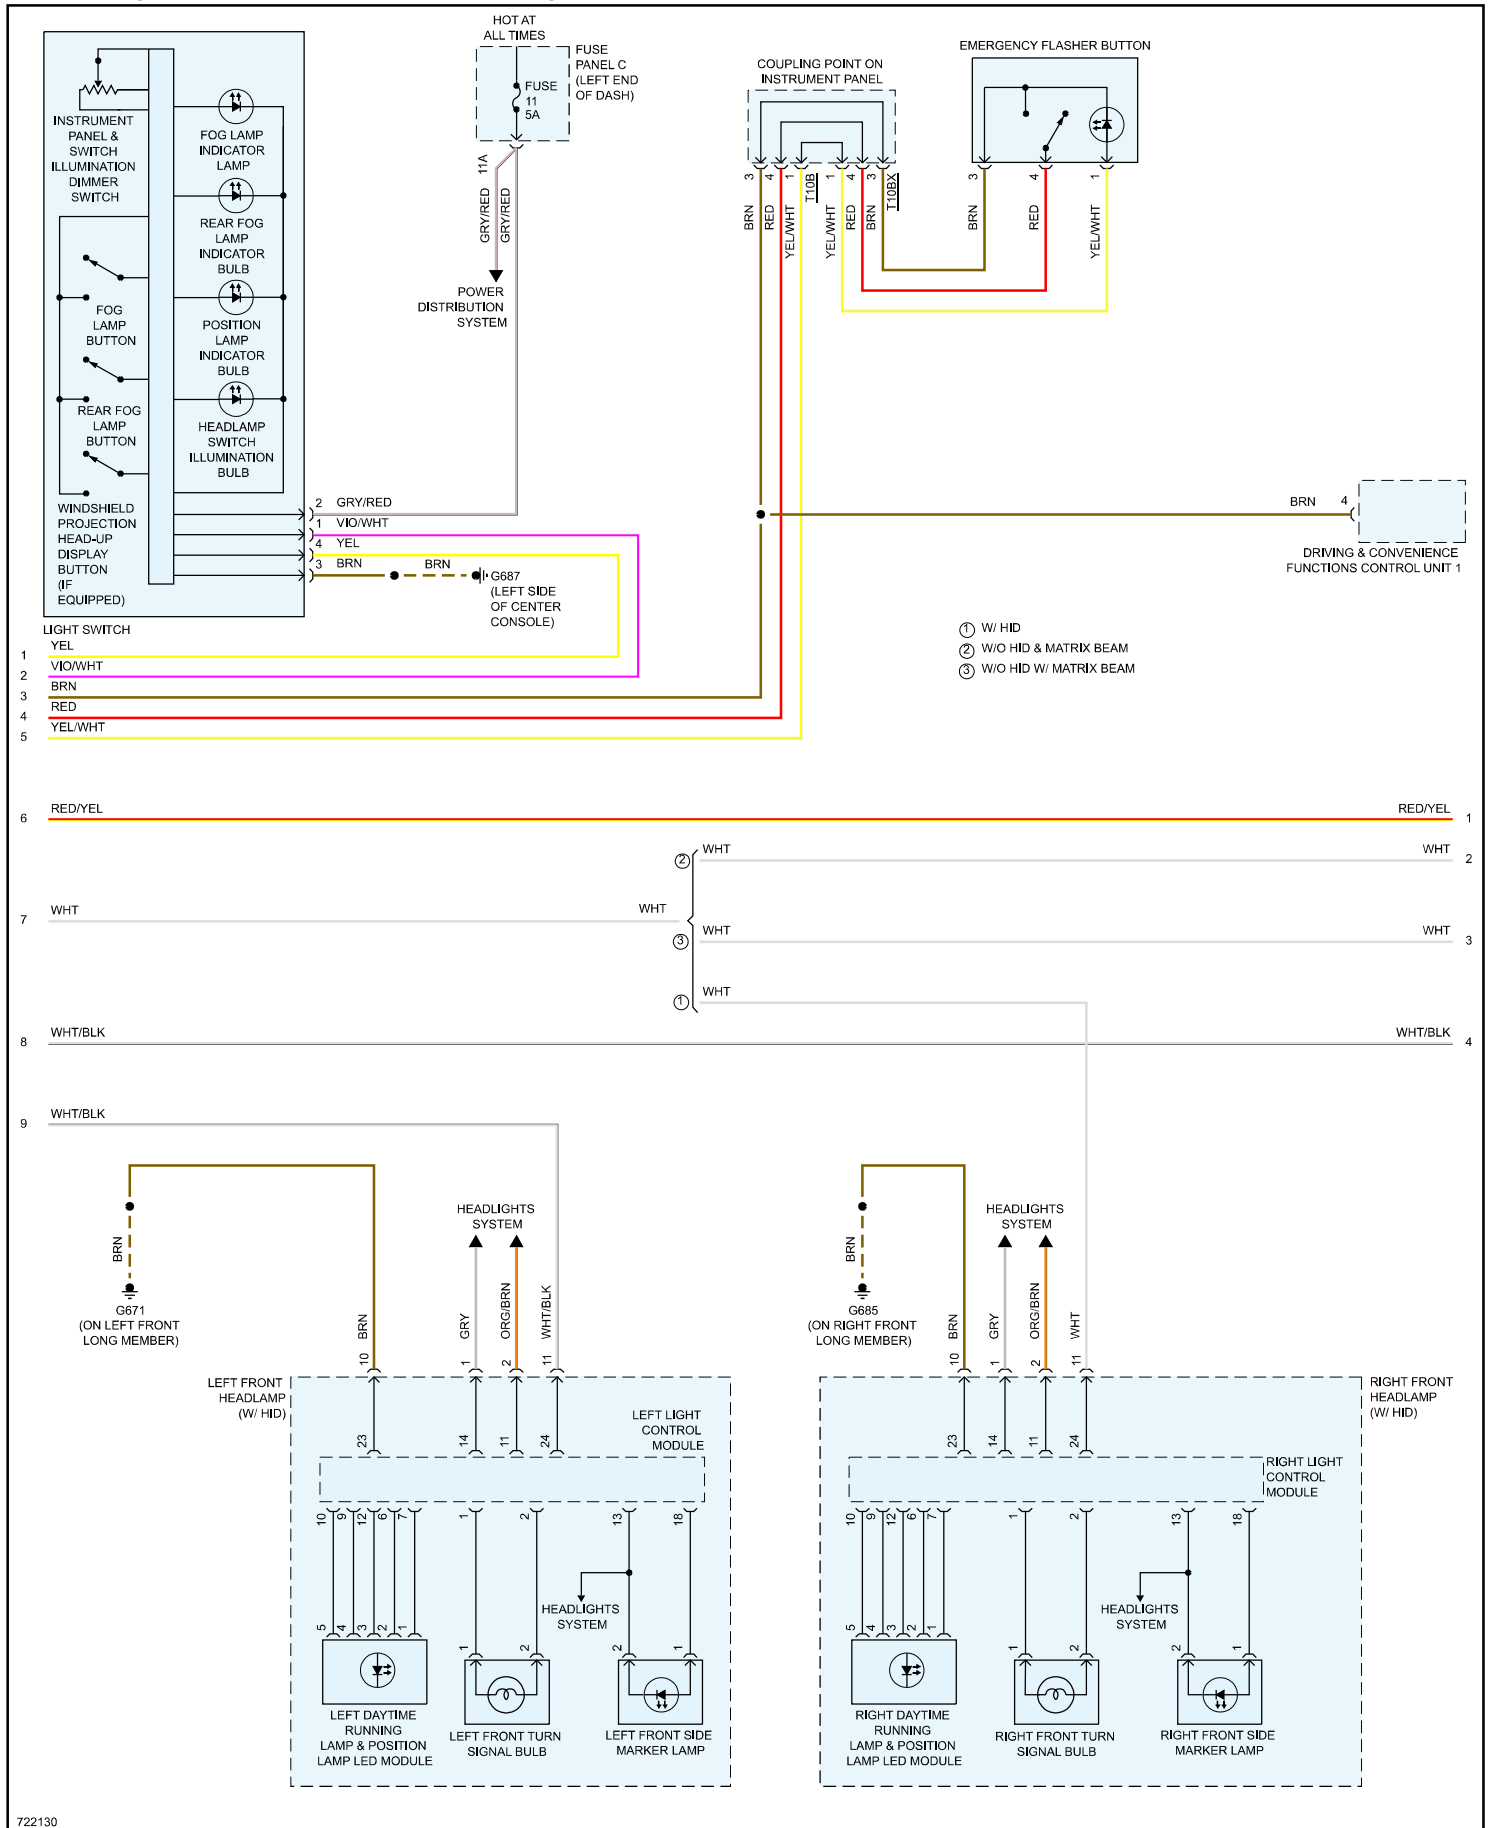 HOT AT
ALL TIMES
FUSE
PANEL C
(LEFT END
OF DASH)
FUSE
11
5A
11A
GRY/RED
GRY/RED
POWER
DISTRIBUTION
SYSTEM
COUPLING POINT ON
INSTRUMENT PANEL
3
4
1
T10B
1
4
3
T10BX
BRN
RED
YEL/WHT
YEL/WHT
RED
BRN
EMERGENCY FLASHER BUTTON
3
4
1
BRN
RED
YEL/WHT
INSTRUMENT
PANEL &
SWITCH
ILLUMINATION
DIMMER
SWITCH
FOG LAMP
INDICATOR
LAMP
REAR FOG
LAMP
INDICATOR
BULB
FOG
LAMP
BUTTON
POSITION
LAMP
INDICATOR
BULB
REAR FOG
LAMP
BUTTON
HEADLAMP
SWITCH
ILLUMINATION
BULB
WINDSHIELD
PROJECTION
HEAD-UP
DISPLAY
BUTTON
(IF
EQUIPPED)
2 GRY/RED
1 VIO/WHT
4 YEL
3 BRN
BRN
G687
(LEFT SIDE
OF CENTER
CONSOLE)
LIGHT SWITCH
BRN 4
DRIVING & CONVENIENCE
FUNCTIONS CONTROL UNIT 1
1 W/ HID
2 W/O HID & MATRIX BEAM
3 W/O HID W/ MATRIX BEAM
1 YEL
2 VIO/WHT
3 BRN
4 RED
5 YEL/WHT
6 RED/YEL
RED/YEL 1
2 WHT
WHT 2
7 WHT
WHT
3 WHT
WHT 3
1 WHT
8 WHT/BLK
WHT/BLK 4
9 WHT/BLK
BRN
G671
(ON LEFT FRONT
LONG MEMBER)
HEADLIGHTS
SYSTEM
BRN
GRY
ORG/BRN
WHT/BLK
10
1
2
11
LEFT FRONT
HEADLAMP
(W/ HID)
LEFT LIGHT
CONTROL
MODULE
23
14
11
24
10
9
12
6
7
1
2
13
18
HEADLIGHTS
SYSTEM
5
4
3
2
1
1
2
2
1
LEFT DAYTIME
RUNNING
LAMP & POSITION
LAMP LED MODULE
LEFT FRONT TURN
SIGNAL BULB
LEFT FRONT SIDE
MARKER LAMP
BRN
G685
(ON RIGHT FRONT
LONG MEMBER)
HEADLIGHTS
SYSTEM
BRN
GRY
ORG/BRN
WHT
10
1
2
11
RIGHT FRONT
HEADLAMP
(W/ HID)
RIGHT LIGHT
CONTROL
MODULE
23
14
11
24
10
9
12
6
7
1
2
13
18
HEADLIGHTS
SYSTEM
5
4
3
2
1
1
2
2
1
RIGHT DAYTIME
RUNNING
LAMP & POSITION
LAMP LED MODULE
RIGHT FRONT TURN
SIGNAL BULB
RIGHT FRONT SIDE
MARKER LAMP
722130